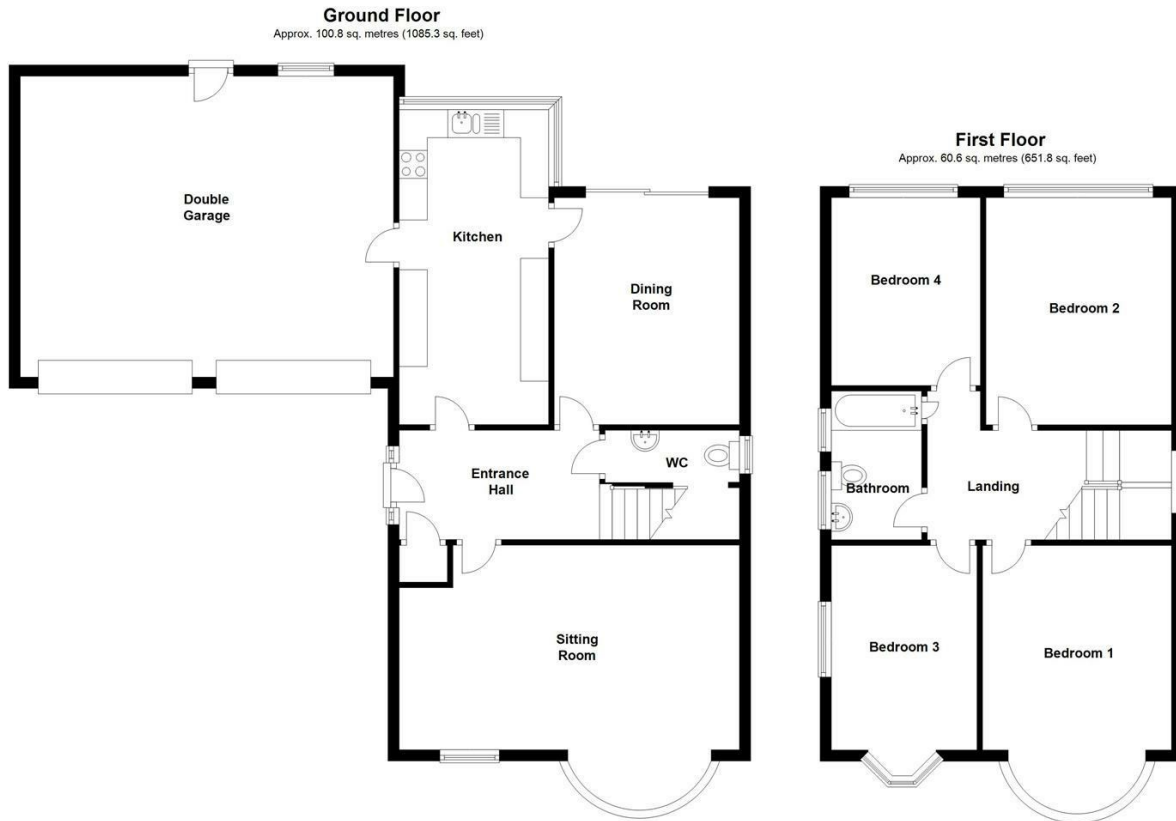 Ground Floor
Approx. 100.8 sq. metres (1085.3 sq. feet)
Double
Garage
Kitchen
Dining
Room
Entrance
Hall
WC
Sitting
Room
First Floor
Approx. 60.6 sq. metres (651.8 sq. feet)
Bedroom 4
Bedroom 2
Bathroom
Landing
Bedroom 3
Bedroom 1